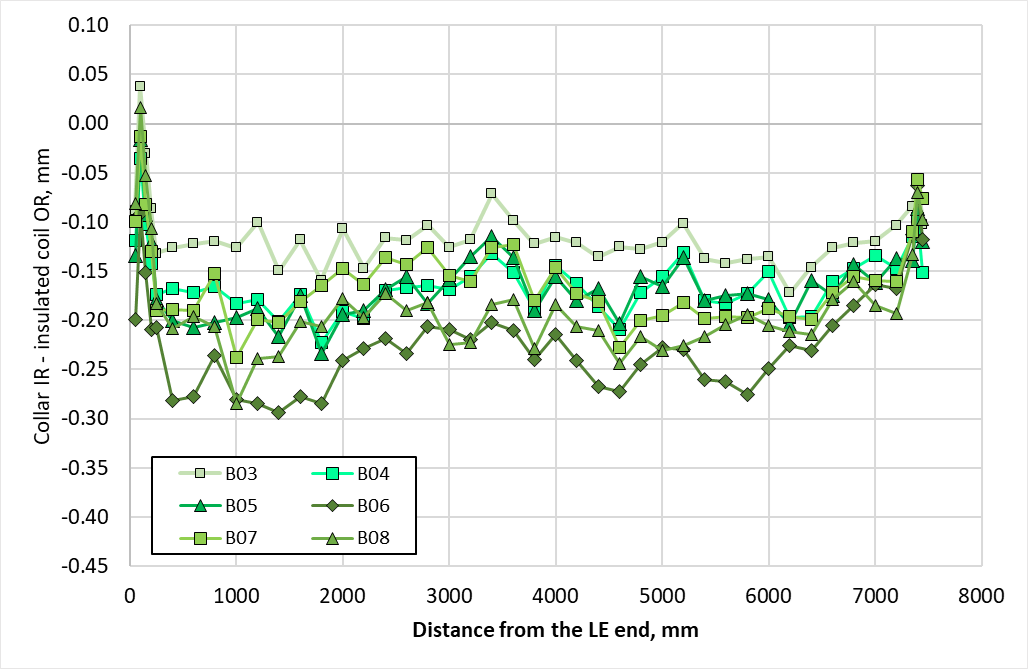 0.10
0.05
0.00
-0.05
-0.10
-0.15
-0.20
-0.25
-0.30
-0.35
-0.40
-0.45
Collar IR - insulated coil OR, mm
B03 B04
B05 B06
B07 B08
0 1000 2000 3000 4000 5000 6000 7000 8000
Distance from the LE end, mm